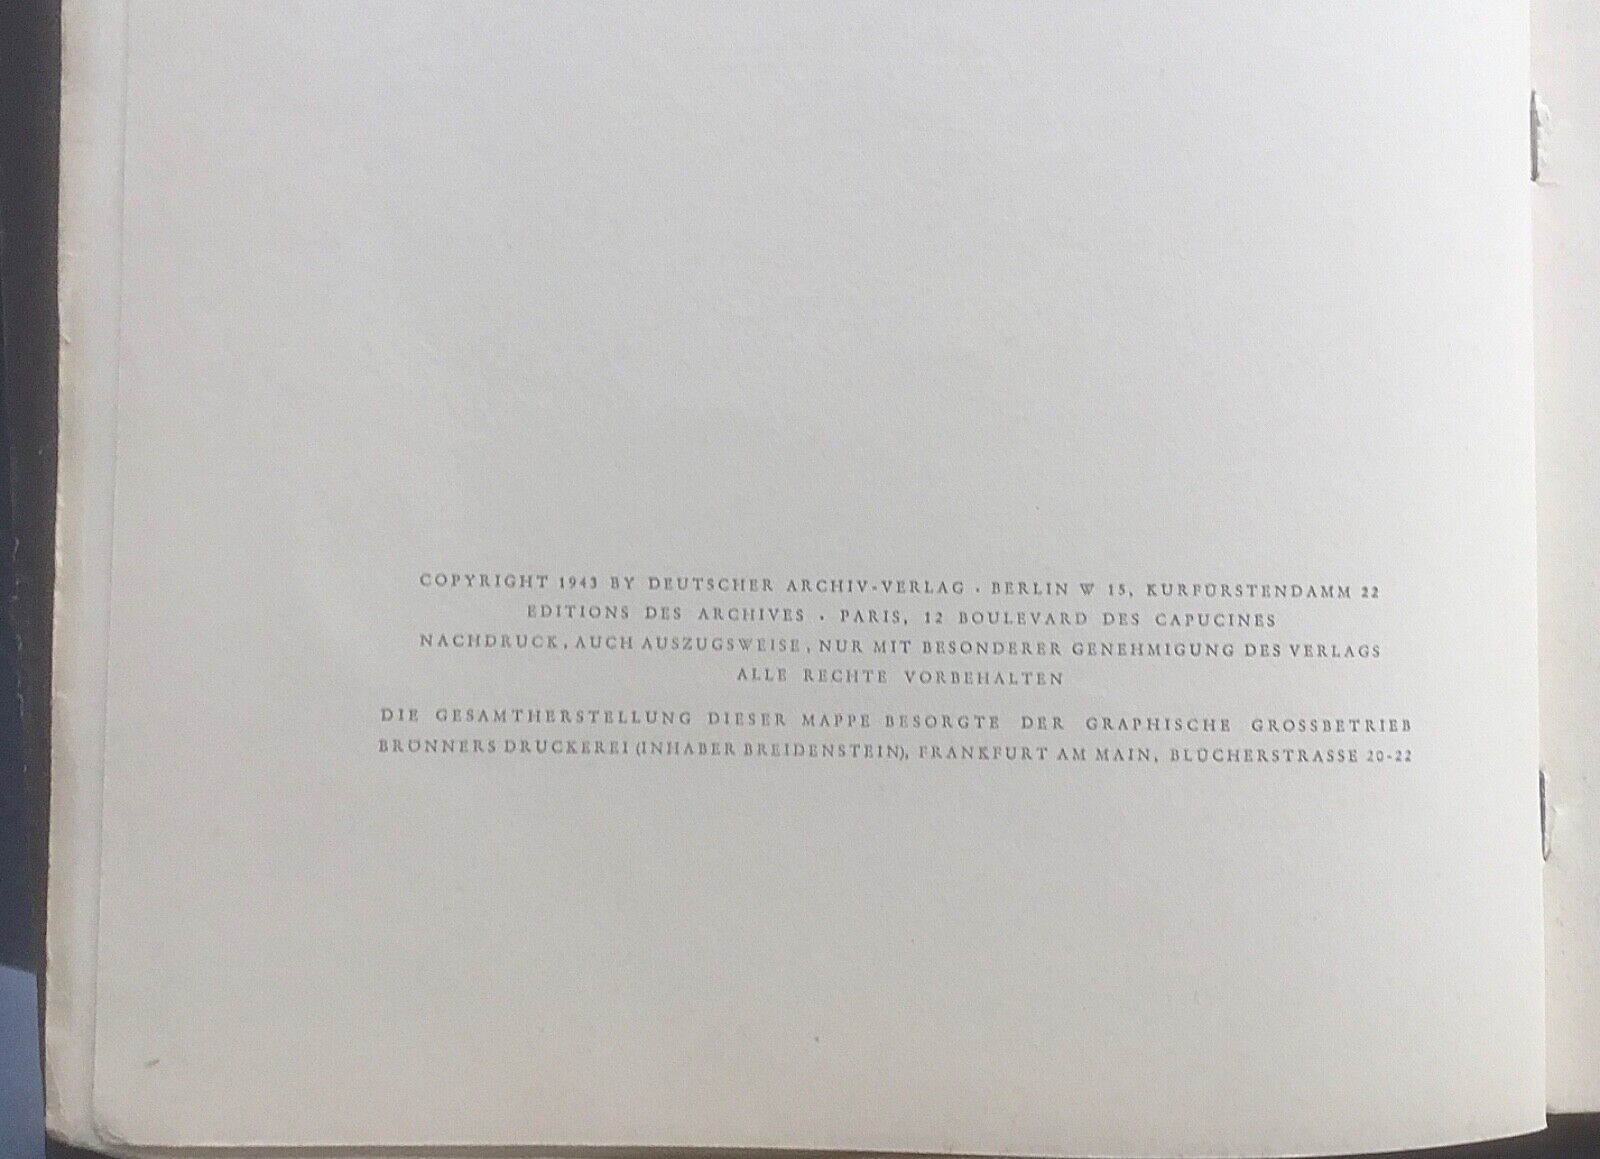 COPYRIGHT 1943 BY DEUTSCHER ARCHIV-VERLAG · BERLIN W 15, KURFÜRSTENDAMM 22
EDITIONS DES ARCHIVES · PARIS, 12 BOULEVARD DES CAPUCINES
NACHDRUCK, AUCH AUSZUGSWEISE, NUR MIT BESONDERER GENEHMIGUNG DES VERLAGS
ALLE RECHTE VORBEHALTEN
DIE GESAMTHERSTELLUNG DIESER MAPPE BESORGTE DER GRAPHISCHE GROSSBETRIEB
BRÖNNERS DRUCKEREI (INHABER BREIDENSTEIN), FRANKFURT AM MAIN, BLÜCHERSTRASSE 20-22